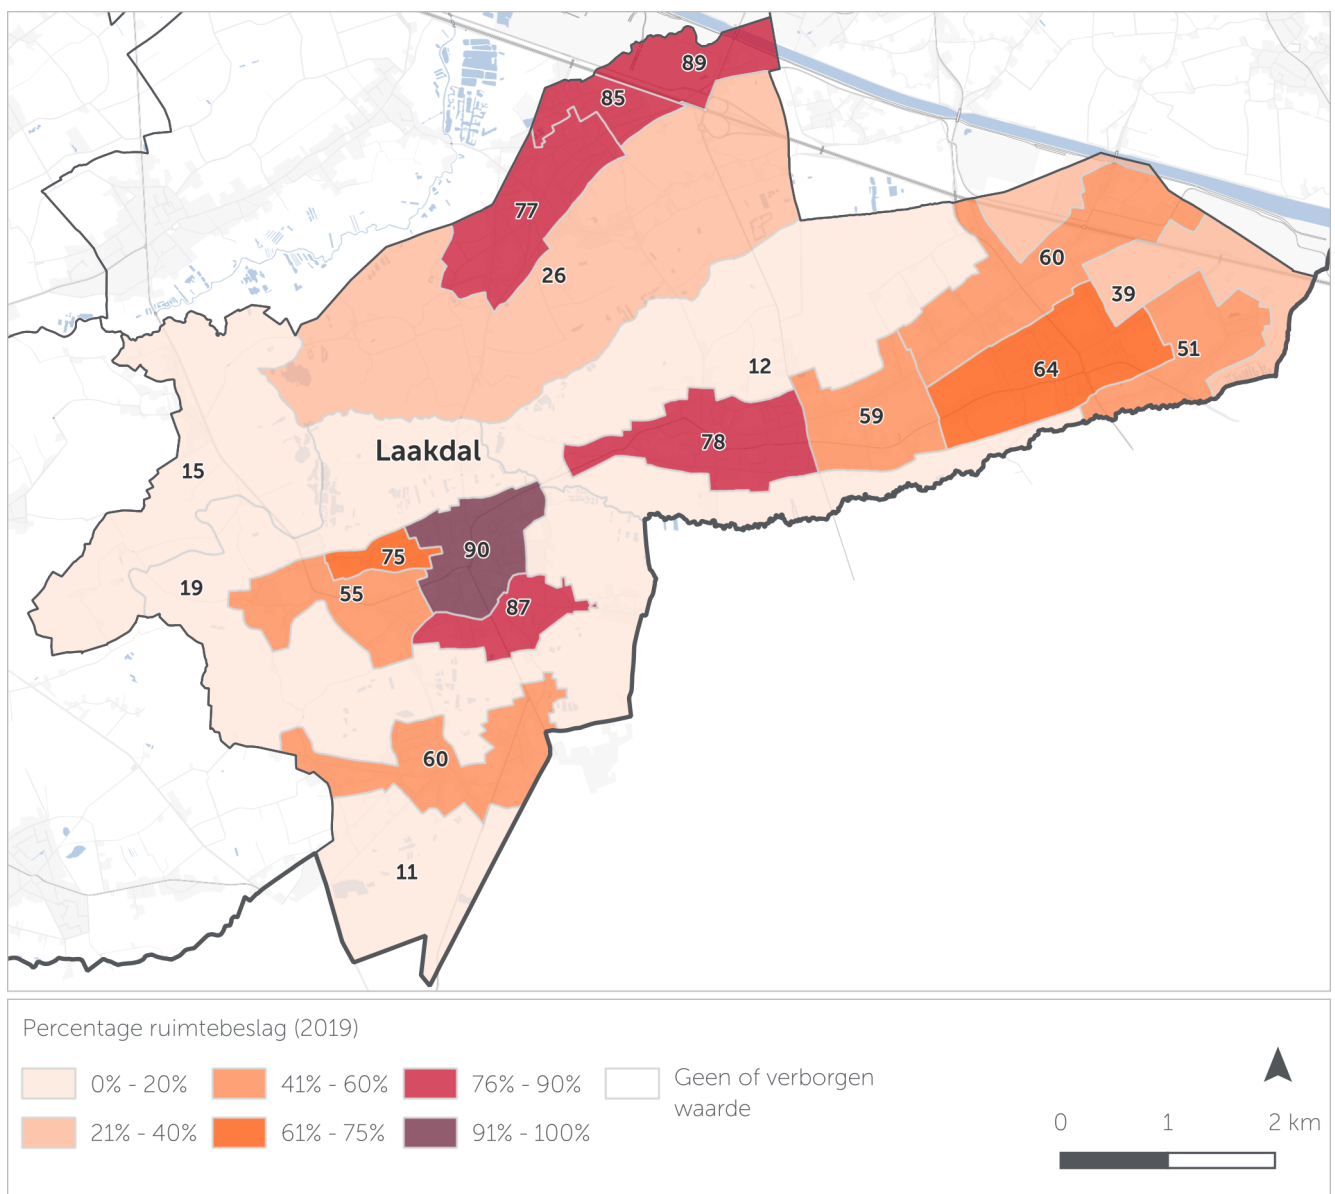 89
85
77
26
60
39
12
51
64
59
78
Laakdal
15
90
75
19
55
87
60
11
Percentage ruimtebeslag (2019)
0% - 20%
21% - 40%
41% - 60%
61% - 75%
76% - 90%
91% - 100%
Geen of verborgen
waarde
0 1 2 km